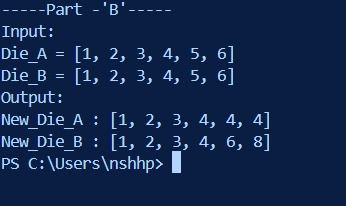 -----Part -'B'-----
Input:
Die_A = [1, 2, 3, 4, 5, 6]
Die_B = [1, 2, 3, 4, 5, 6]
Output:
New_Die_A : [1, 2, 3, 4, 4, 4]
New_Die_B : [1, 2, 3, 4, 6, 8]
PS C:\Users\nshhp>